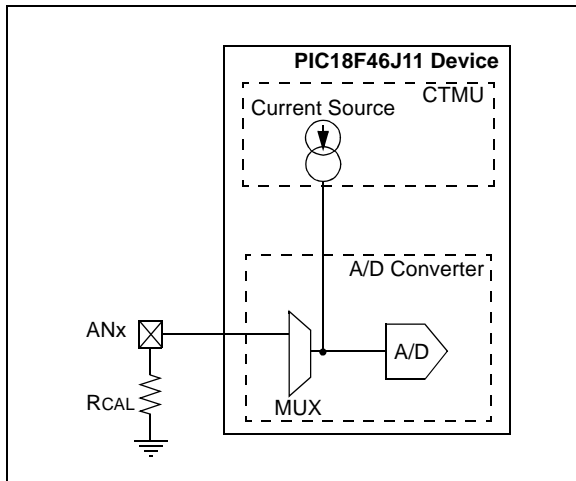 PIC18F46J11 Device
CTMU
Current Source
A/D Converter
ANx
A/D
RCAL
MUX